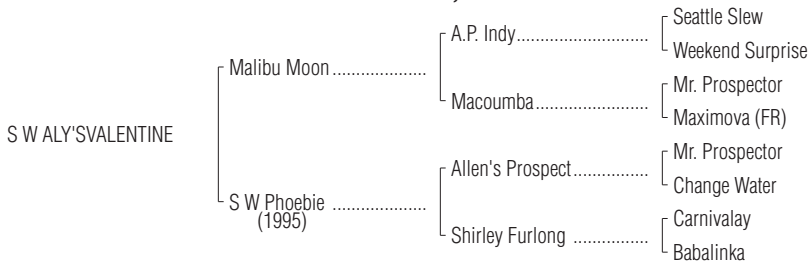 Seattle Slew
A.P. Indy
Weekend Surprise
Malibu Moon
Mr. Prospector
Macoumba
Maximova (FR)
S W ALY'SVALENTINE
Mr. Prospector
Allen's Prospect
Change Water
S W Phoebie
(1995)
Carnivalay
Shirley Furlong
Babalinka